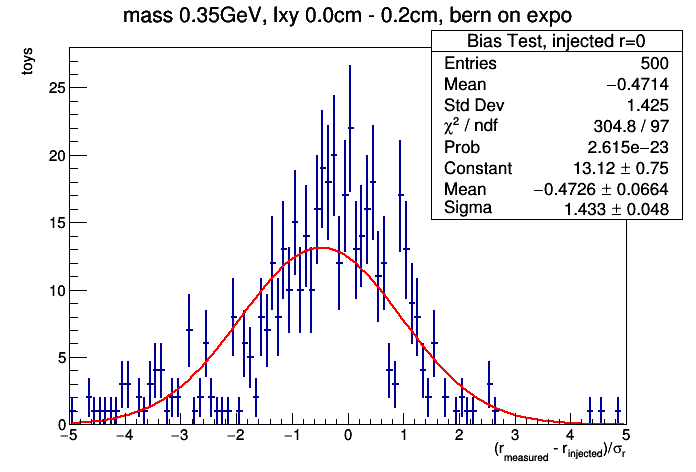 mass 0.35GeV, lxy 0.0cm - 0.2cm, bern on expo
Bias Test, injected r=0
Entries 500
Mean −0.4714
Std Dev 1.425
χ² / ndf 304.8 / 97
Prob 2.615e−23
Constant 13.12 ± 0.75
Mean −0.4726 ± 0.0664
Sigma 1.433 ± 0.048
toys
25
20
15
10
5
0
−5 −4 −3 −2 −1 0 1 2 3 4 5
(r_measured - r_injected)/σ_r